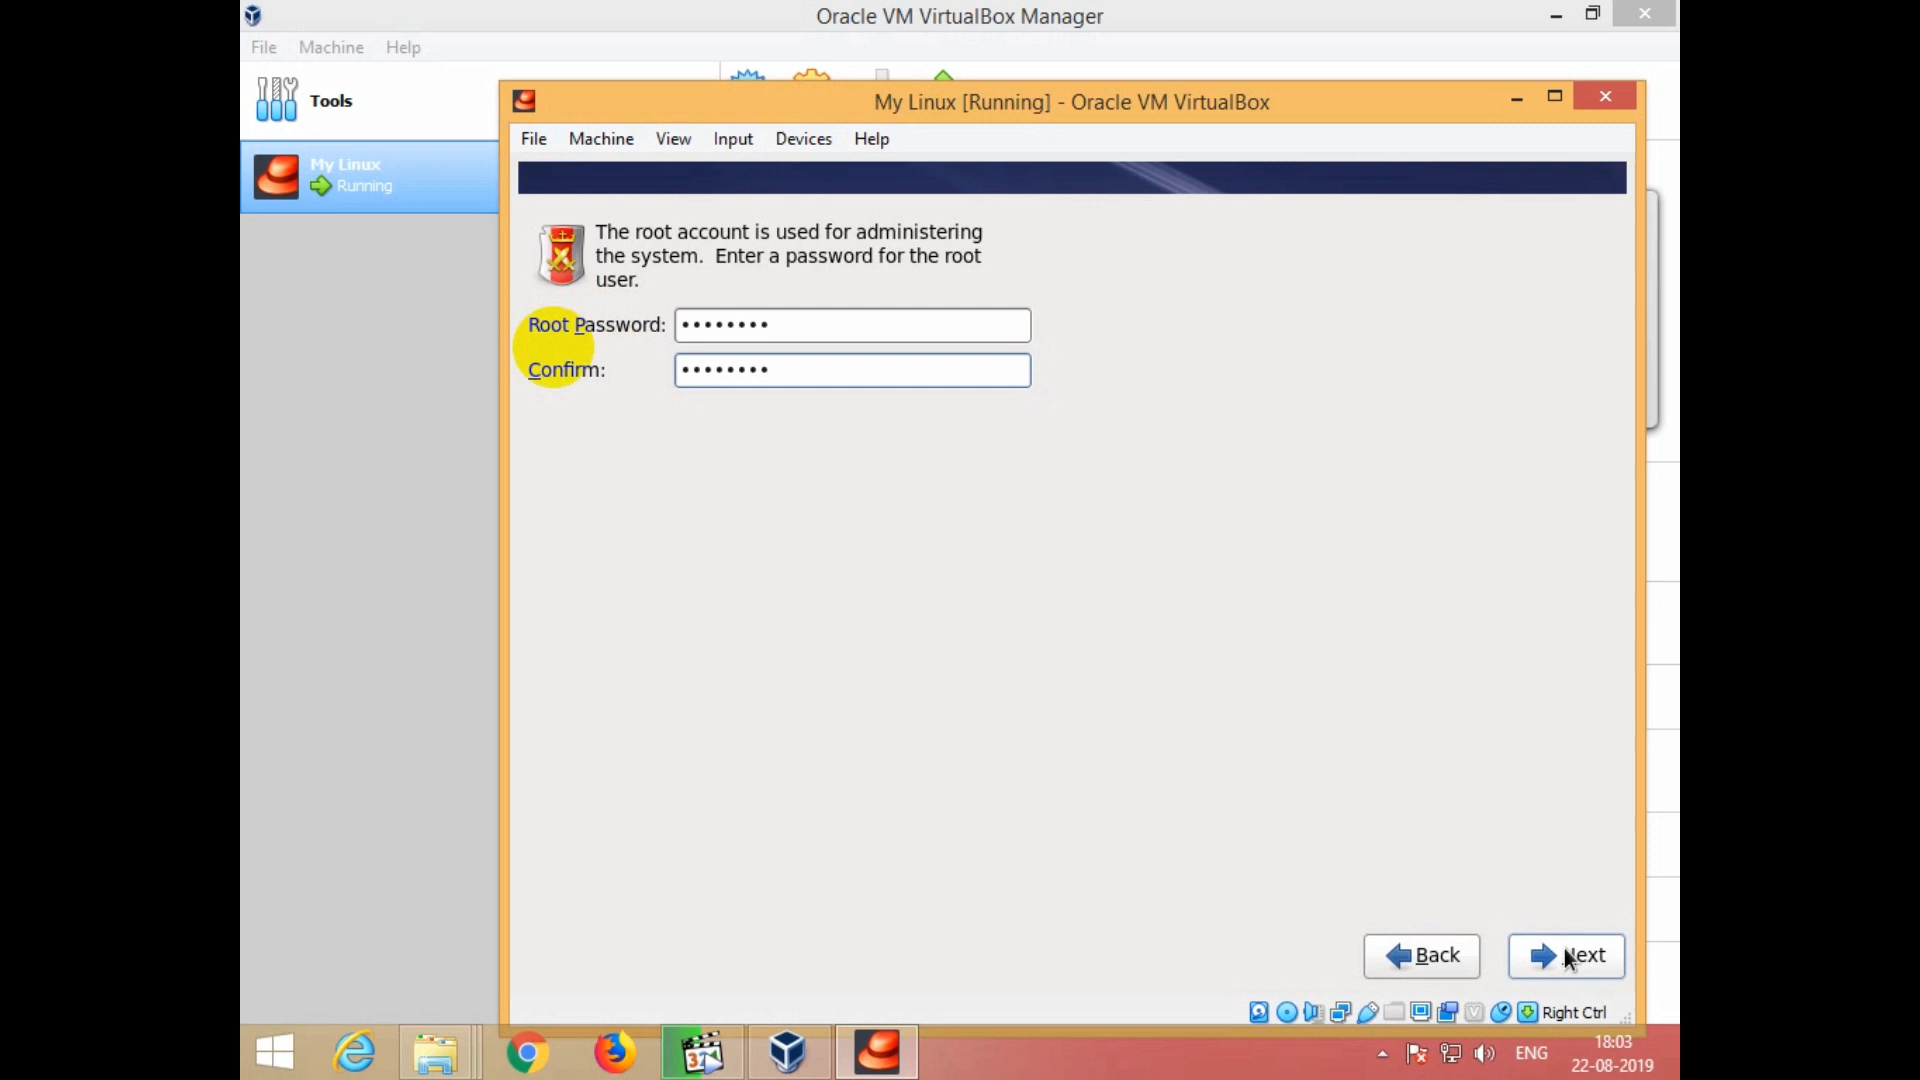 Oracle VM VirtualBox Manager
File Machine Help
Tools
My Linux
Running
My Linux [Running] - Oracle VM VirtualBox
File Machine View Input Devices Help
The root account is used for administering
the system. Enter a password for the root
user.
Root Password: ••••••••
Confirm: ••••••••
Back
Next
Right Ctrl
ENG
18:03
22-08-2019